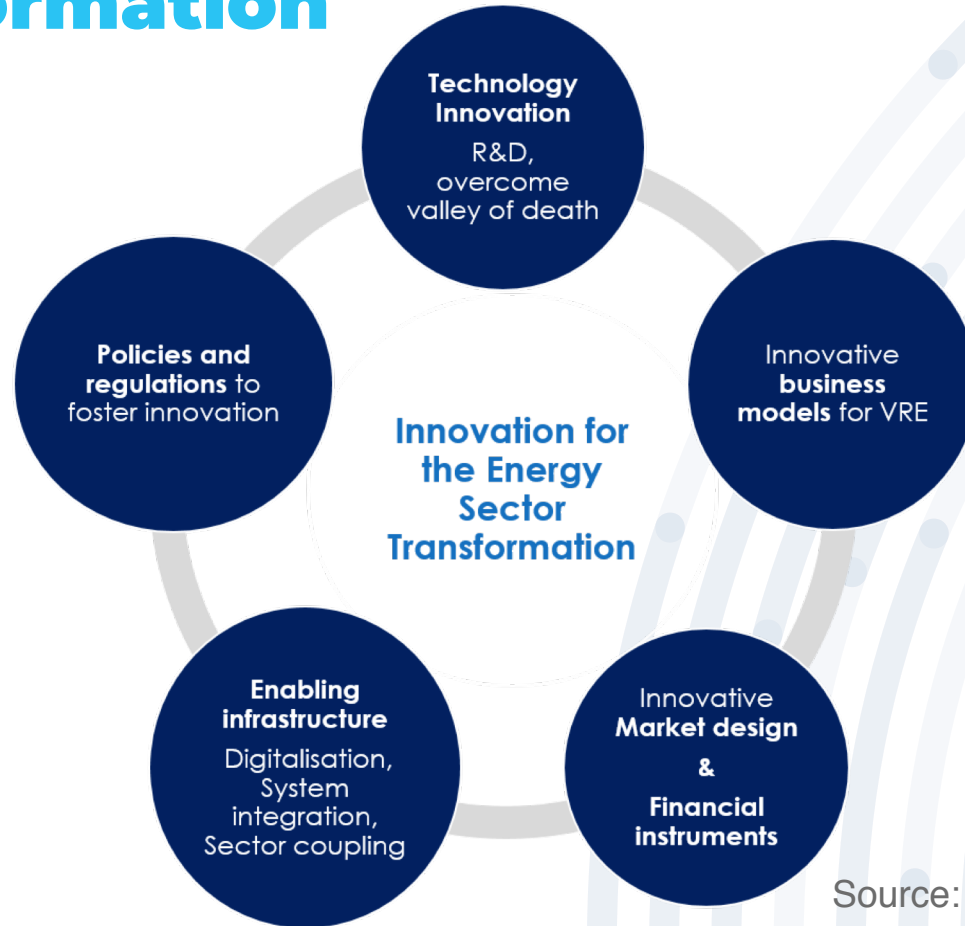 ormation
Technology
Innovation
R&D,
overcome
valley of death
Policies and
regulations to
foster innovation
Innovative
business
models for VRE
Innovation for
the Energy
Sector
Transformation
Enabling
infrastructure
Digitalisation,
System
integration,
Sector coupling
Innovative
Market design
&
Financial
instruments
Source: